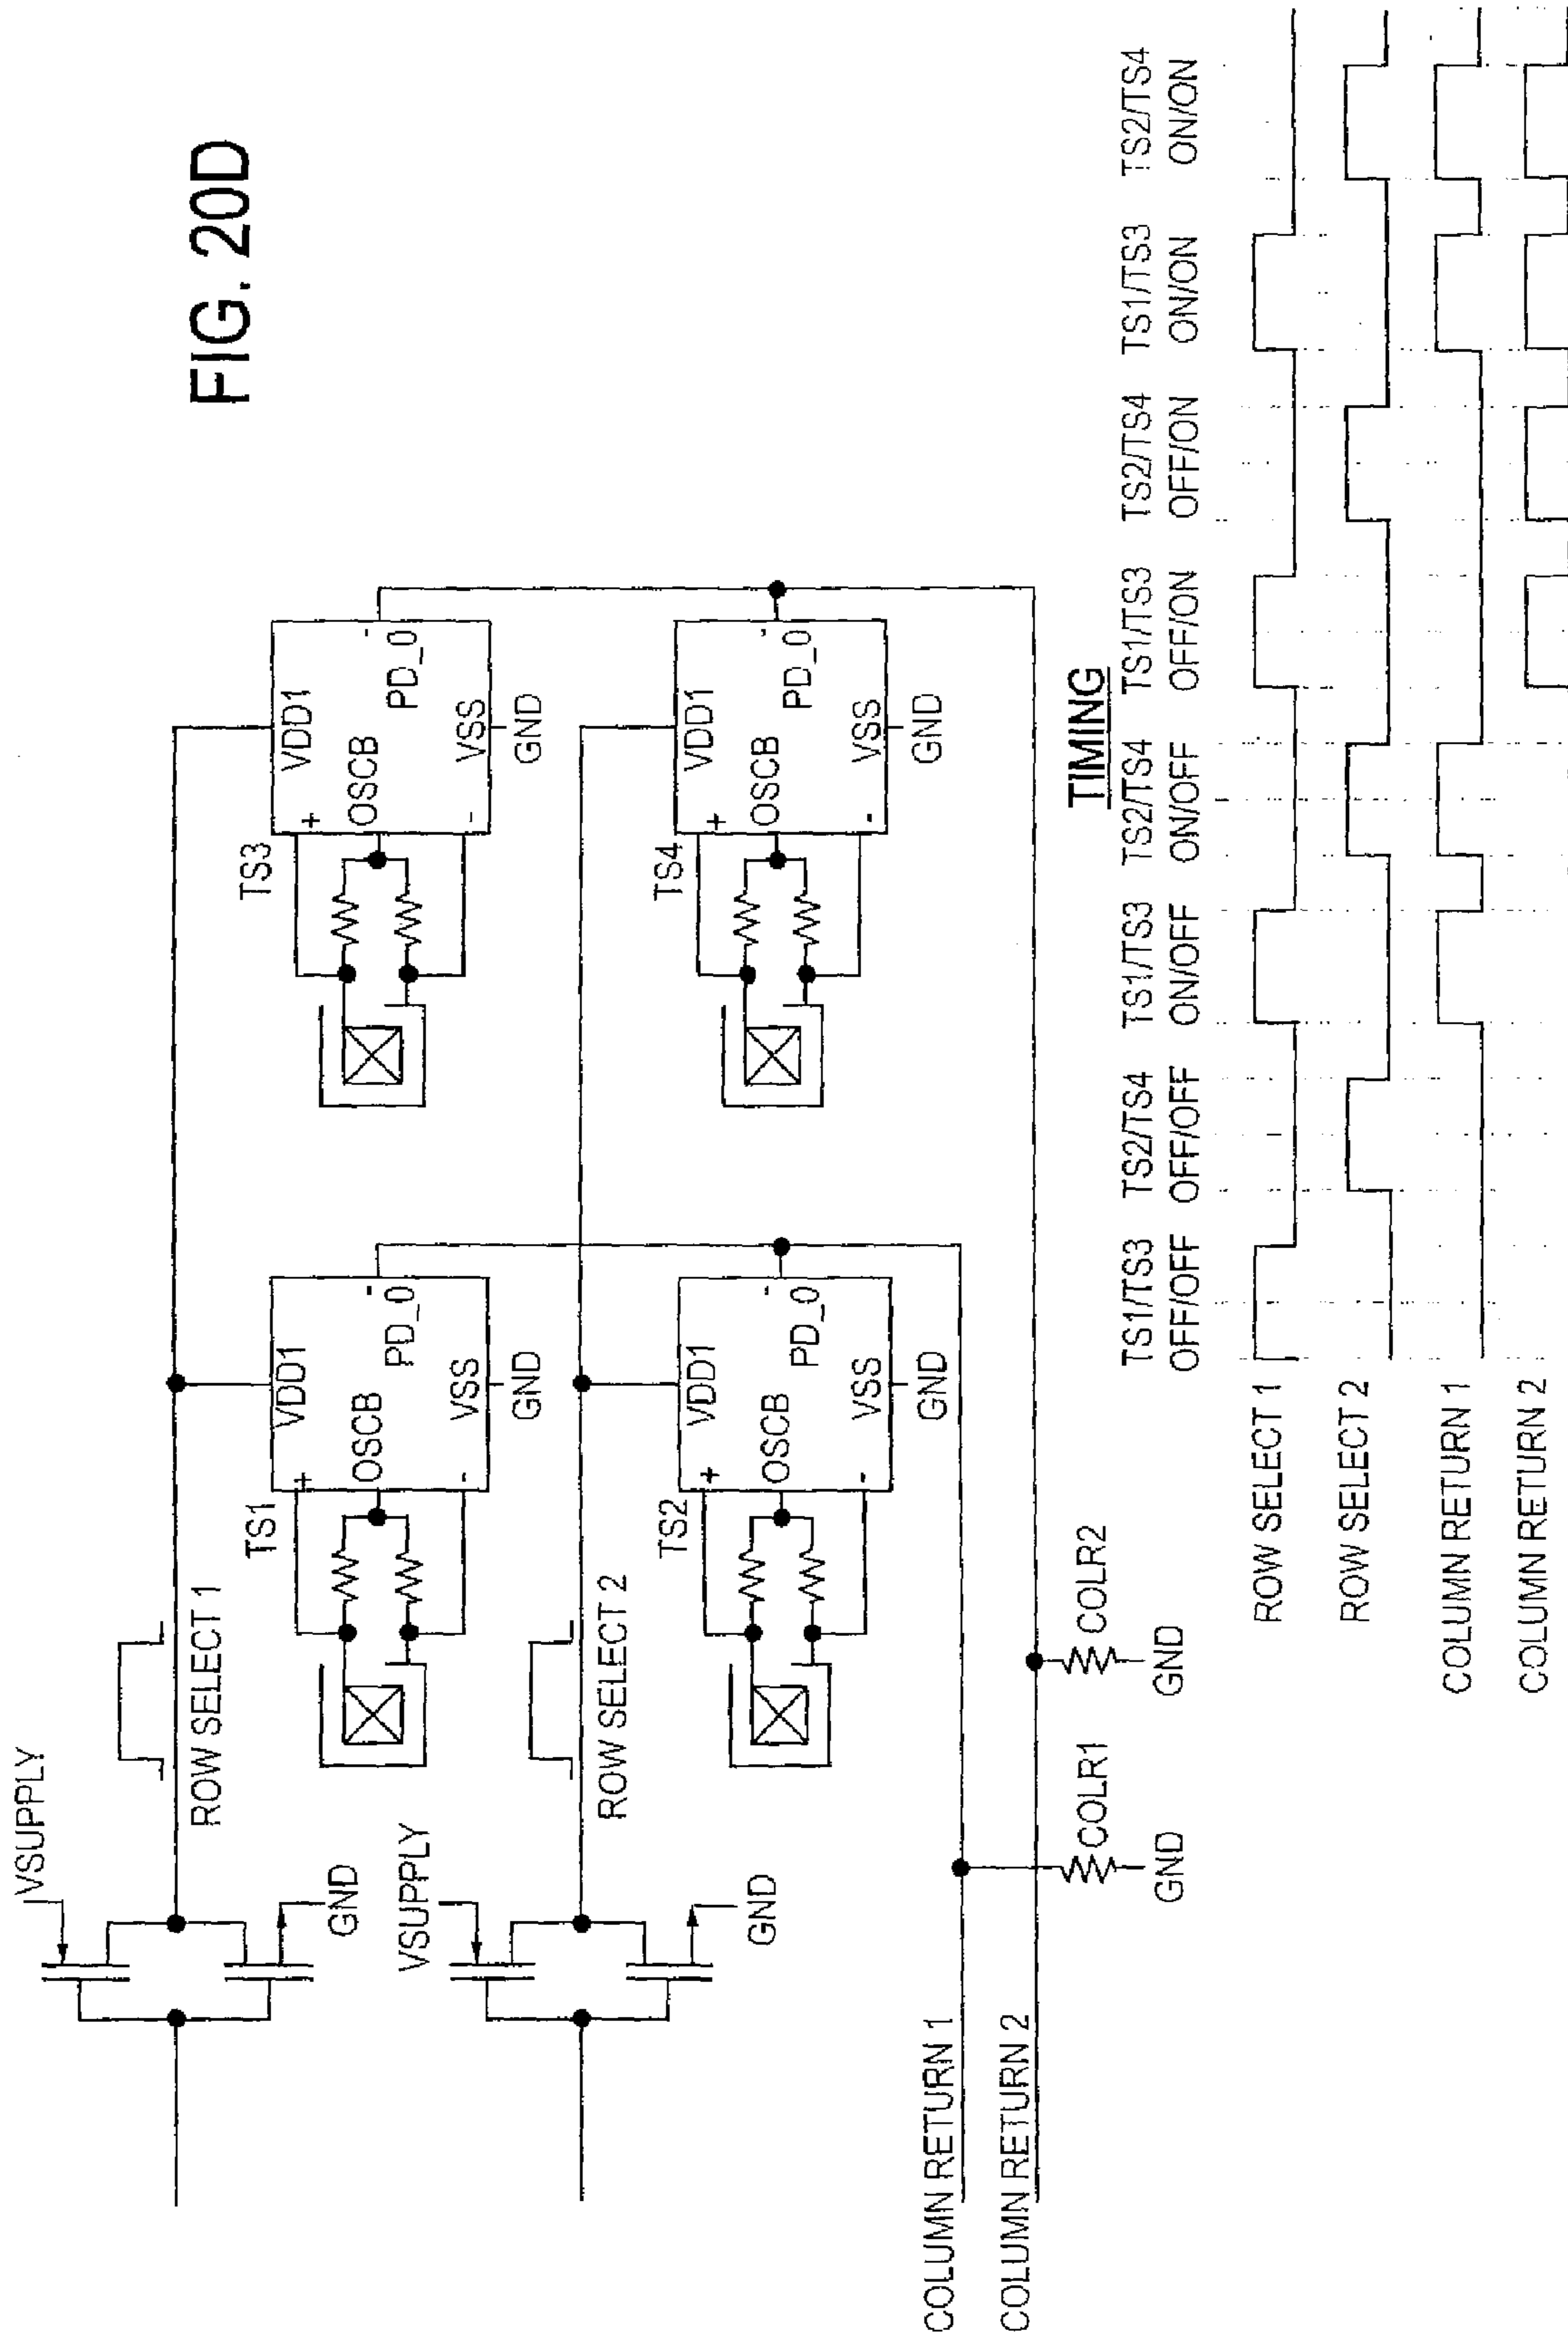 FIG. 20D
VSUPPLY
ROW SELECT 1
GND
TS1
+
VDD1
OSCB
-
PD_0
-
VSS
GND
TS3
+
VDD1
OSCB
-
PD_0
-
VSS
GND
VSUPPLY
ROW SELECT 2
GND
TS2
+
VDD1
OSCB
-
PD_0
-
VSS
GND
TS4
+
VDD1
OSCB
-
PD_0
-
VSS
GND
COLUMN RETURN 1
COLUMN RETURN 2
COLR1
GND
COLR2
GND
TIMING
TS1/TS3 TS2/TS4 TS1/TS3 TS2/TS4 TS1/TS3 TS2/TS4 TS1/TS3 TS2/TS4
OFF/OFF OFF/OFF ON/OFF ON/OFF OFF/ON OFF/ON ON/ON ON/ON
ROW SELECT 1
ROW SELECT 2
COLUMN RETURN 1
COLUMN RETURN 2